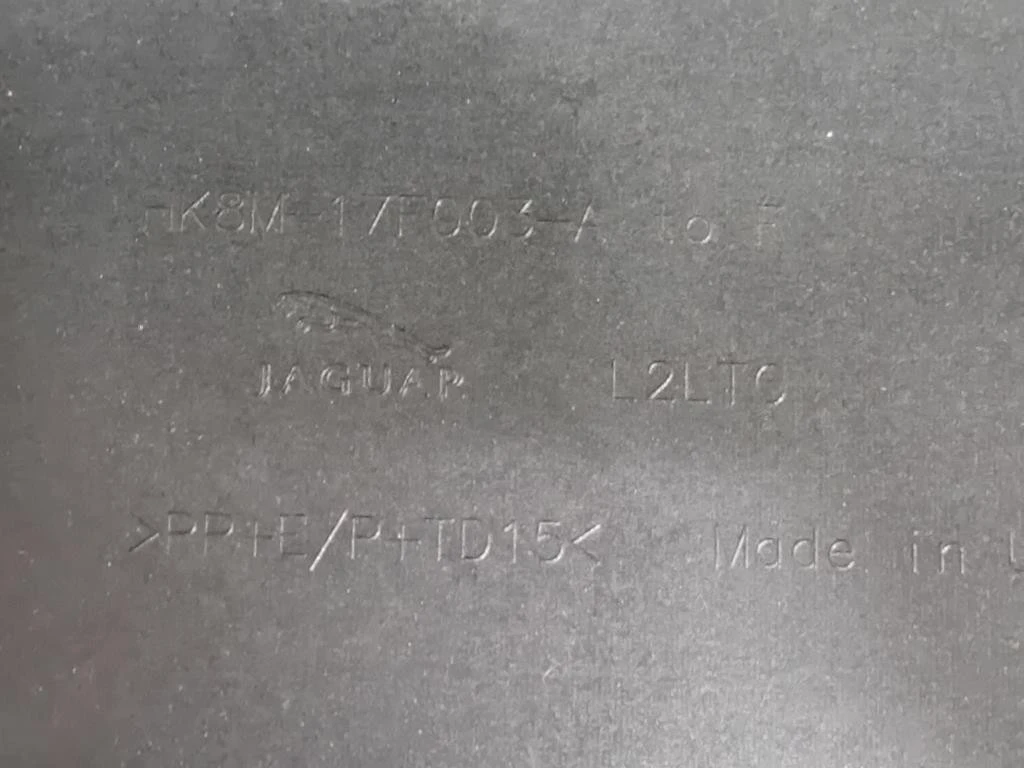 HK8M-17F003-A to F
JAGUAR L2LTC
>PP+E/P+TD15< Made in